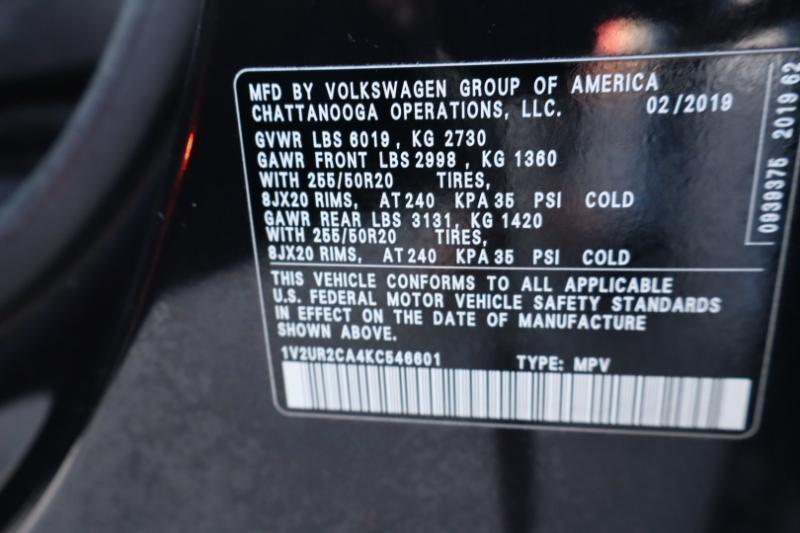 MFD BY VOLKSWAGEN GROUP OF AMERICA
CHATTANOOGA OPERATIONS, LLC. 02/2019
GVWR LBS 6019, KG 2730
GAWR FRONT LBS 2998, KG 1360
WITH 255/50R20 TIRES,
8JX20 RIMS, AT 240 KPA 35 PSI COLD
GAWR REAR LBS 3131, KG 1420
WITH 255/50R20 TIRES,
8JX20 RIMS, AT 240 KPA 35 PSI COLD
THIS VEHICLE CONFORMS TO ALL APPLICABLE
U.S. FEDERAL MOTOR VEHICLE SAFETY STANDARDS
IN EFFECT ON THE DATE OF MANUFACTURE
SHOWN ABOVE.
1V2UR2CA4KC546601 TYPE: MPV
0939375 2019 62